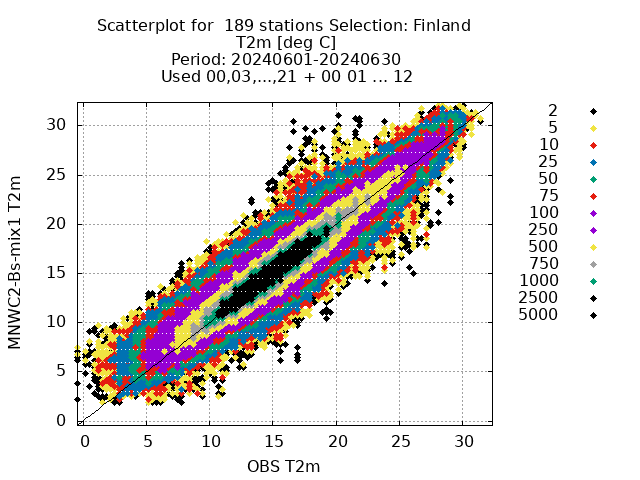 Scatterplot for  189 stations Selection: Finland
T2m [deg C]
Period: 20240601-20240630
Used 00,03,...,21 + 00 01 ... 12
MNWC2-Bs-mix1 T2m
30
25
20
15
10
5
0
0 5 10 15 20 25 30
OBS T2m
2
5
10
25
50
75
100
250
500
750
1000
2500
5000